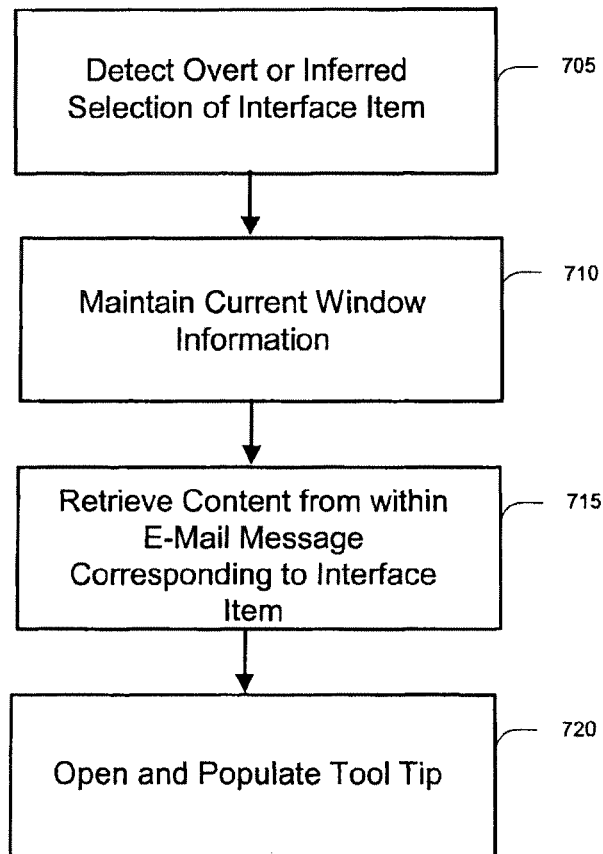 Detect Overt or Inferred
Selection of Interface Item
705
Maintain Current Window
Information
710
Retrieve Content from within
E-Mail Message
Corresponding to Interface
Item
715
Open and Populate Tool Tip
720